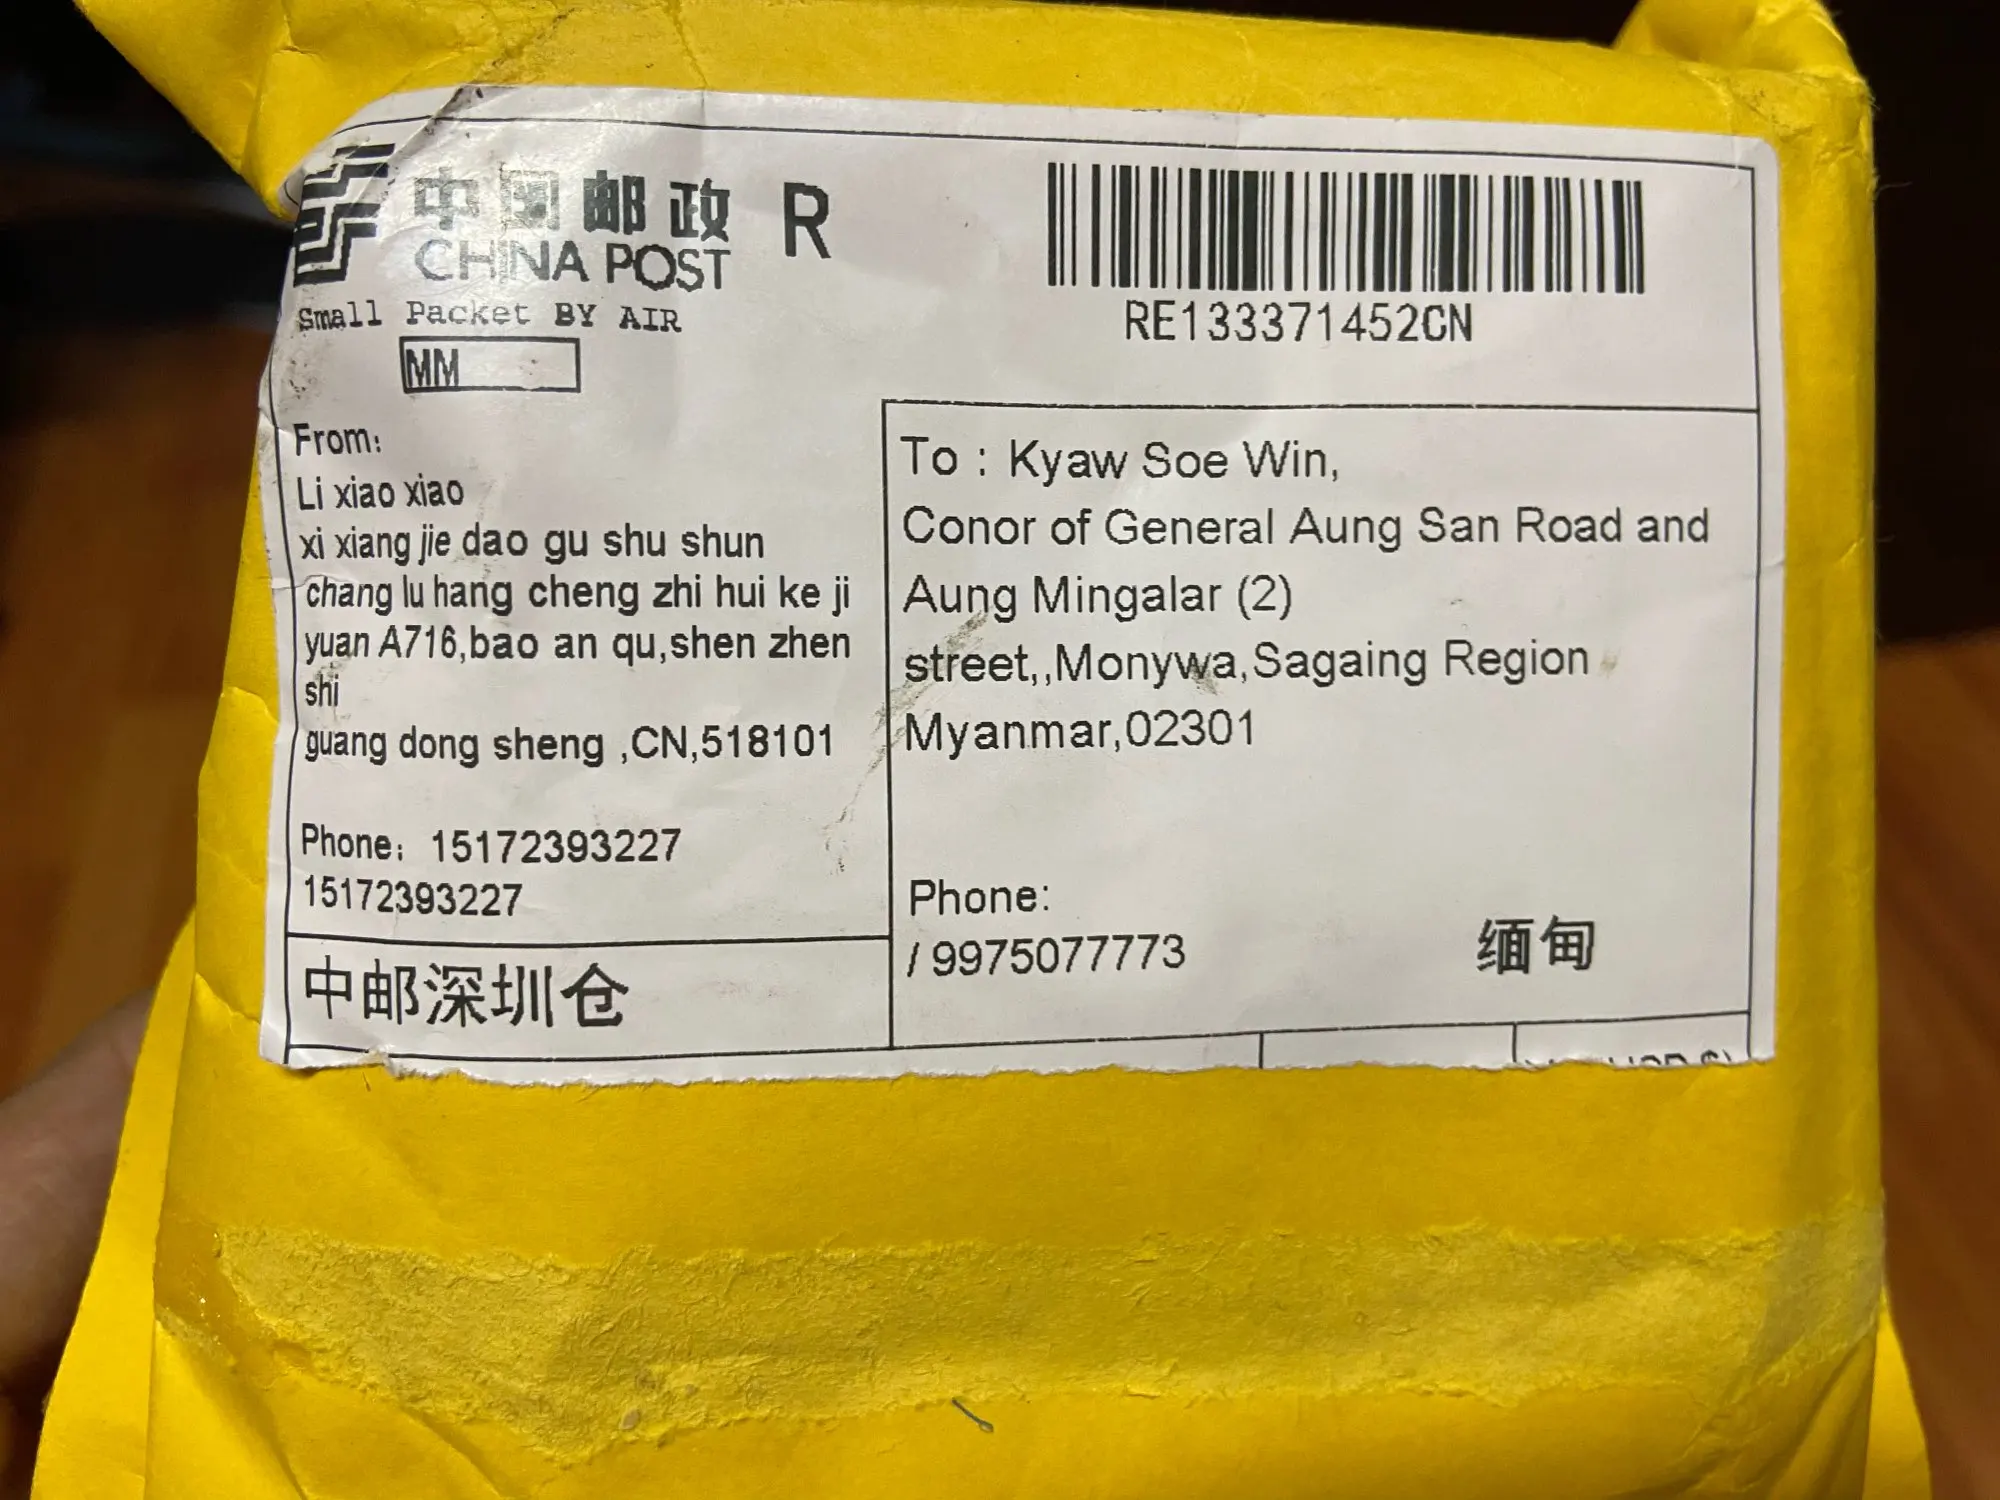 中国邮政 R
CHINA POST
Small Packet BY AIR
MM
RE133371452CN
From:
Li xiao xiao
xi xiang jie dao gu shu shun
chang lu hang cheng zhi hui ke ji
yuan A716,bao an qu,shen zhen
shi
guang dong sheng ,CN,518101
Phone：15172393227
15172393227
中邮深圳仓
To : Kyaw Soe Win,
Conor of General Aung San Road and
Aung Mingalar (2)
street,,Monywa,Sagaing Region
Myanmar,02301
Phone:
/ 9975077773
缅甸